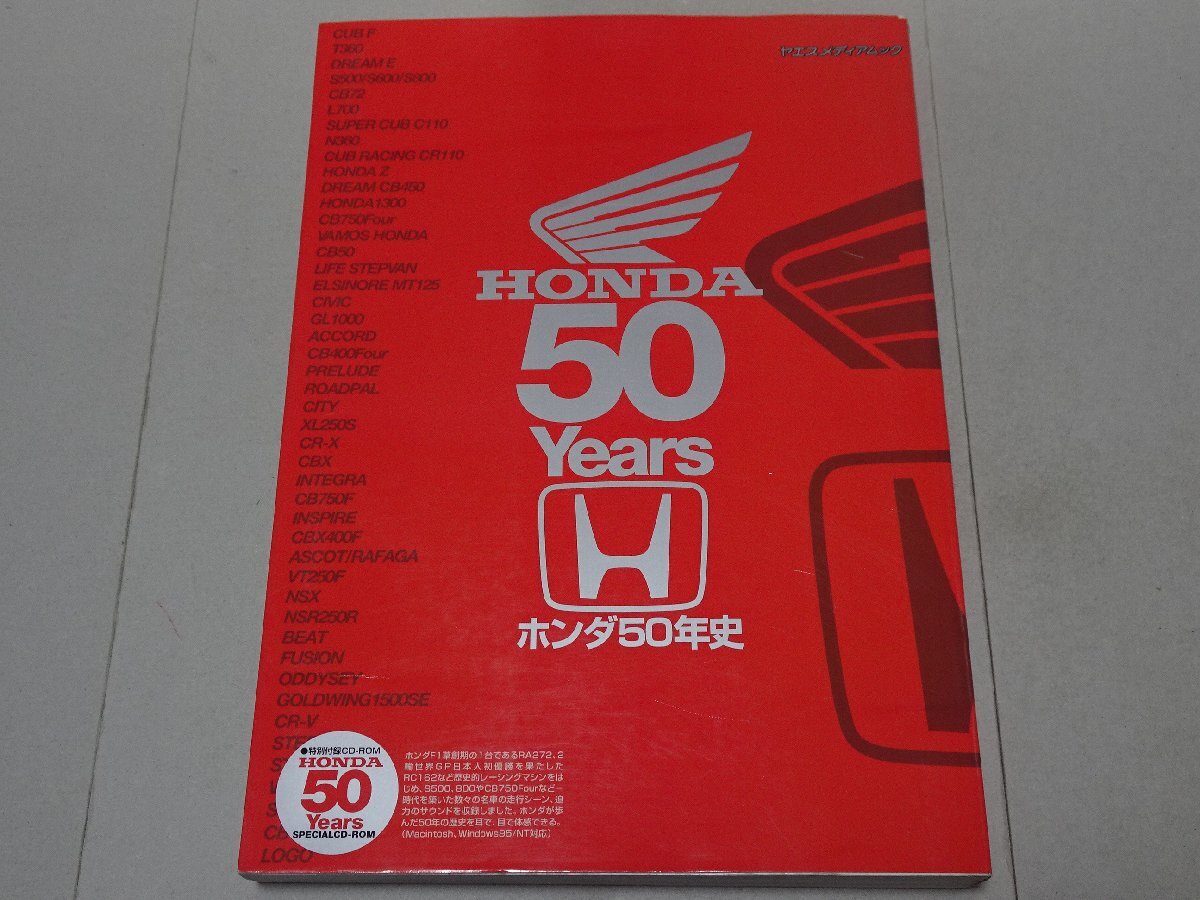 CUB F
T360
DREAM E
S500/S600/S800
CB72
L700
SUPER CUB C110
N360
CUB RACING CR110
HONDA Z
DREAM CB450
HONDA1300
CB750Four
VAMOS HONDA
CB50
LIFE STEPVAN
ELSINORE MT125
CIVIC
GL1000
ACCORD
CB400Four
PRELUDE
ROADPAL
CITY
XL250S
CR-X
CBX
INTEGRA
CB750F
INSPIRE
CBX400F
ASCOT/RAFAGA
VT250F
NSX
NSR250R
BEAT
FUSION
ODDYSEY
GOLDWING1500SE
CR-V
LOGO
ヤエスメディアムック
HONDA
50
Years
ホンダ50年史
●特別付録CD-ROM
HONDA
50
Years
SPECIALCD-ROM
ホンダF1草創期の1台であるRA272、2
輪世界GP日本人初優勝を果たした
RC162など歴史的レーシングマシンをは
じめ、S500、800やCB750Fourなど一
時代を築いた数々の名車の走行シーン、迫
力のサウンドを収録しました。ホンダが歩
んだ50年の歴史を目で、目で体感できる。
(Macintosh、Windows95/NT対応)